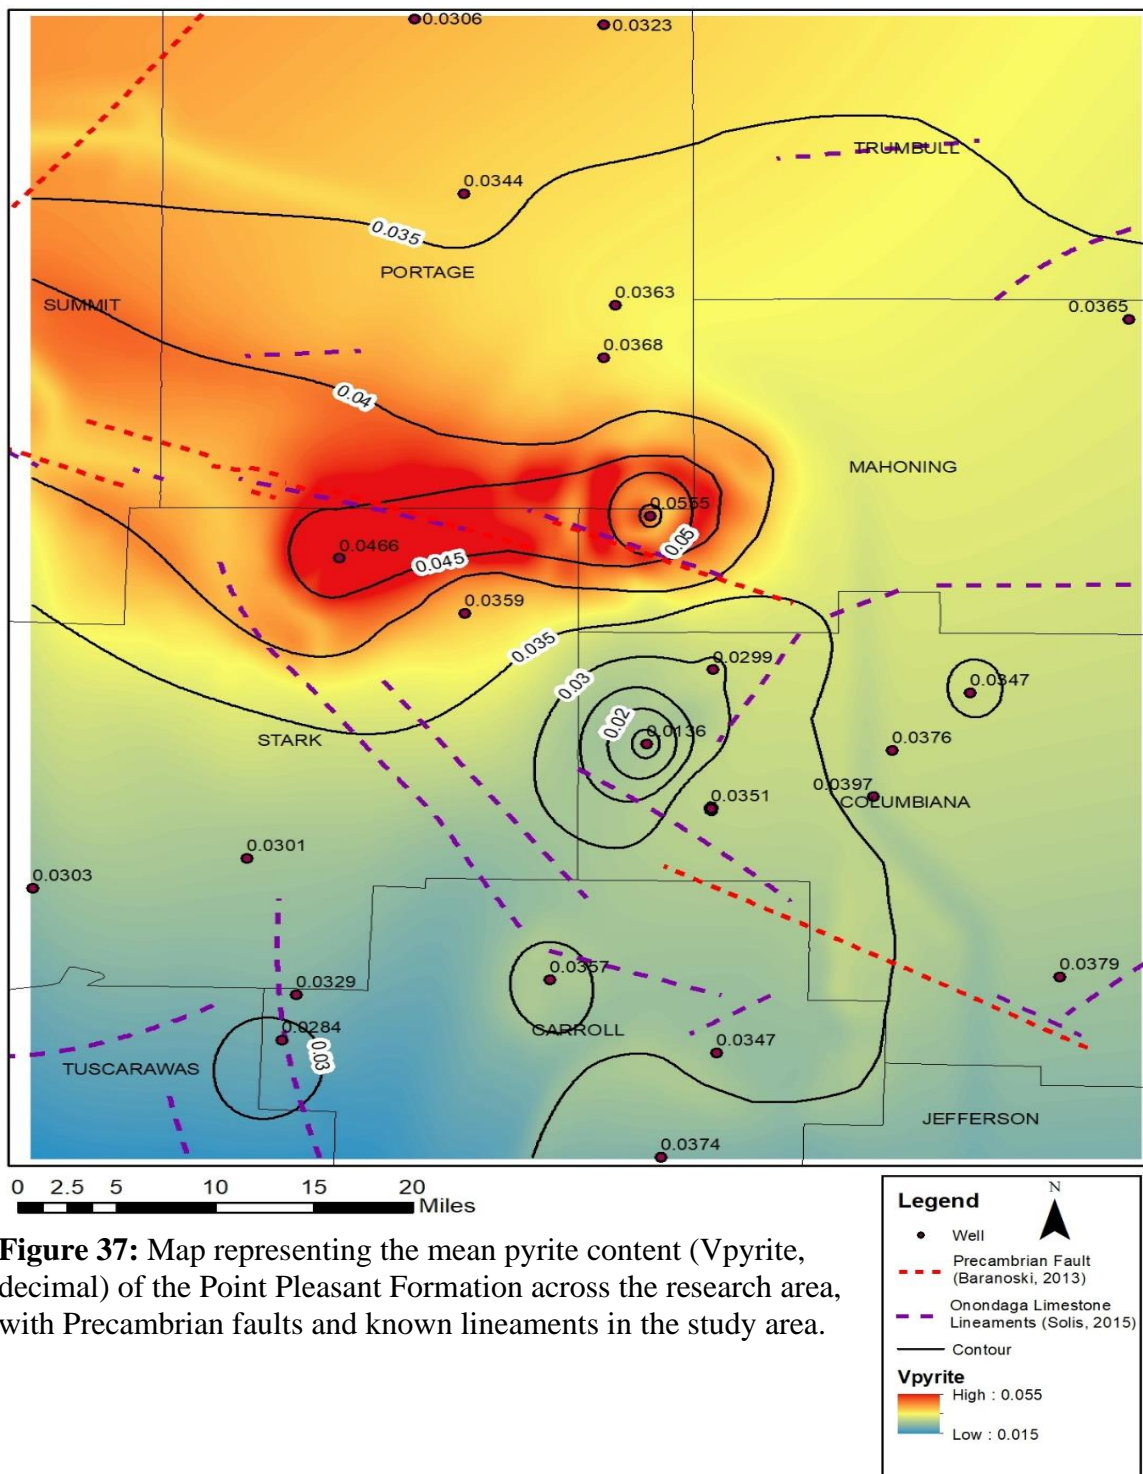 0.0306
0.0323
TRUMBULL
0.0344
0.035
PORTAGE
SUMMIT
0.0363
0.0365
0.0368
0.04
MAHONING
0.0555
0.0466
0.05
0.045
0.0359
0.035
0.0299
0.03
0.0347
0.02
0.0136
STARK
0.0376
0.0397
0.0351
COLUMBIANA
0.0301
0.0303
0.0357
0.0379
0.0329
0.0284
CARROLL
0.0347
0.03
TUSCARAWAS
JEFFERSON
0.0374
0 2.5 5 10 15 20
Miles
Legend
N
Well
Precambrian Fault
(Baranoski, 2013)
Onondaga Limestone
Lineaments (Solis, 2015)
Contour
Vpyrite
High : 0.055
Low : 0.015
Figure 37: Map representing the mean pyrite content (Vpyrite,
decimal) of the Point Pleasant Formation across the research area,
with Precambrian faults and known lineaments in the study area.